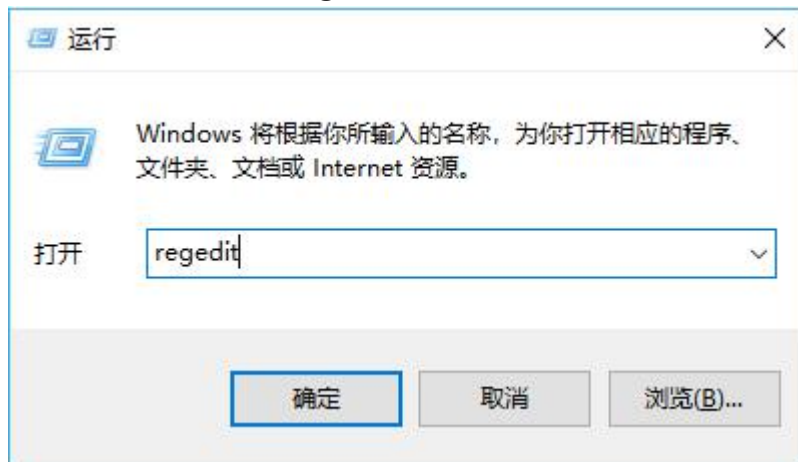 运行
Windows 将根据你所输入的名称，为你打开相应的程序、
文件夹、文档或 Internet 资源。
打开 regedit
确定 取消 浏览(B)...